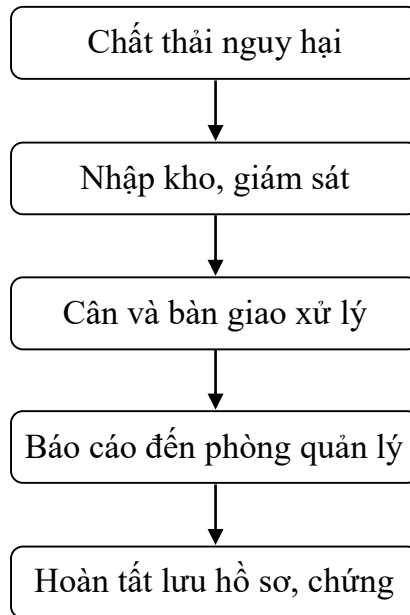 Chất thải nguy hại
Nhập kho, giám sát
Cân và bàn giao xử lý
Báo cáo đến phòng quản lý
Hoàn tất lưu hồ sơ, chứng